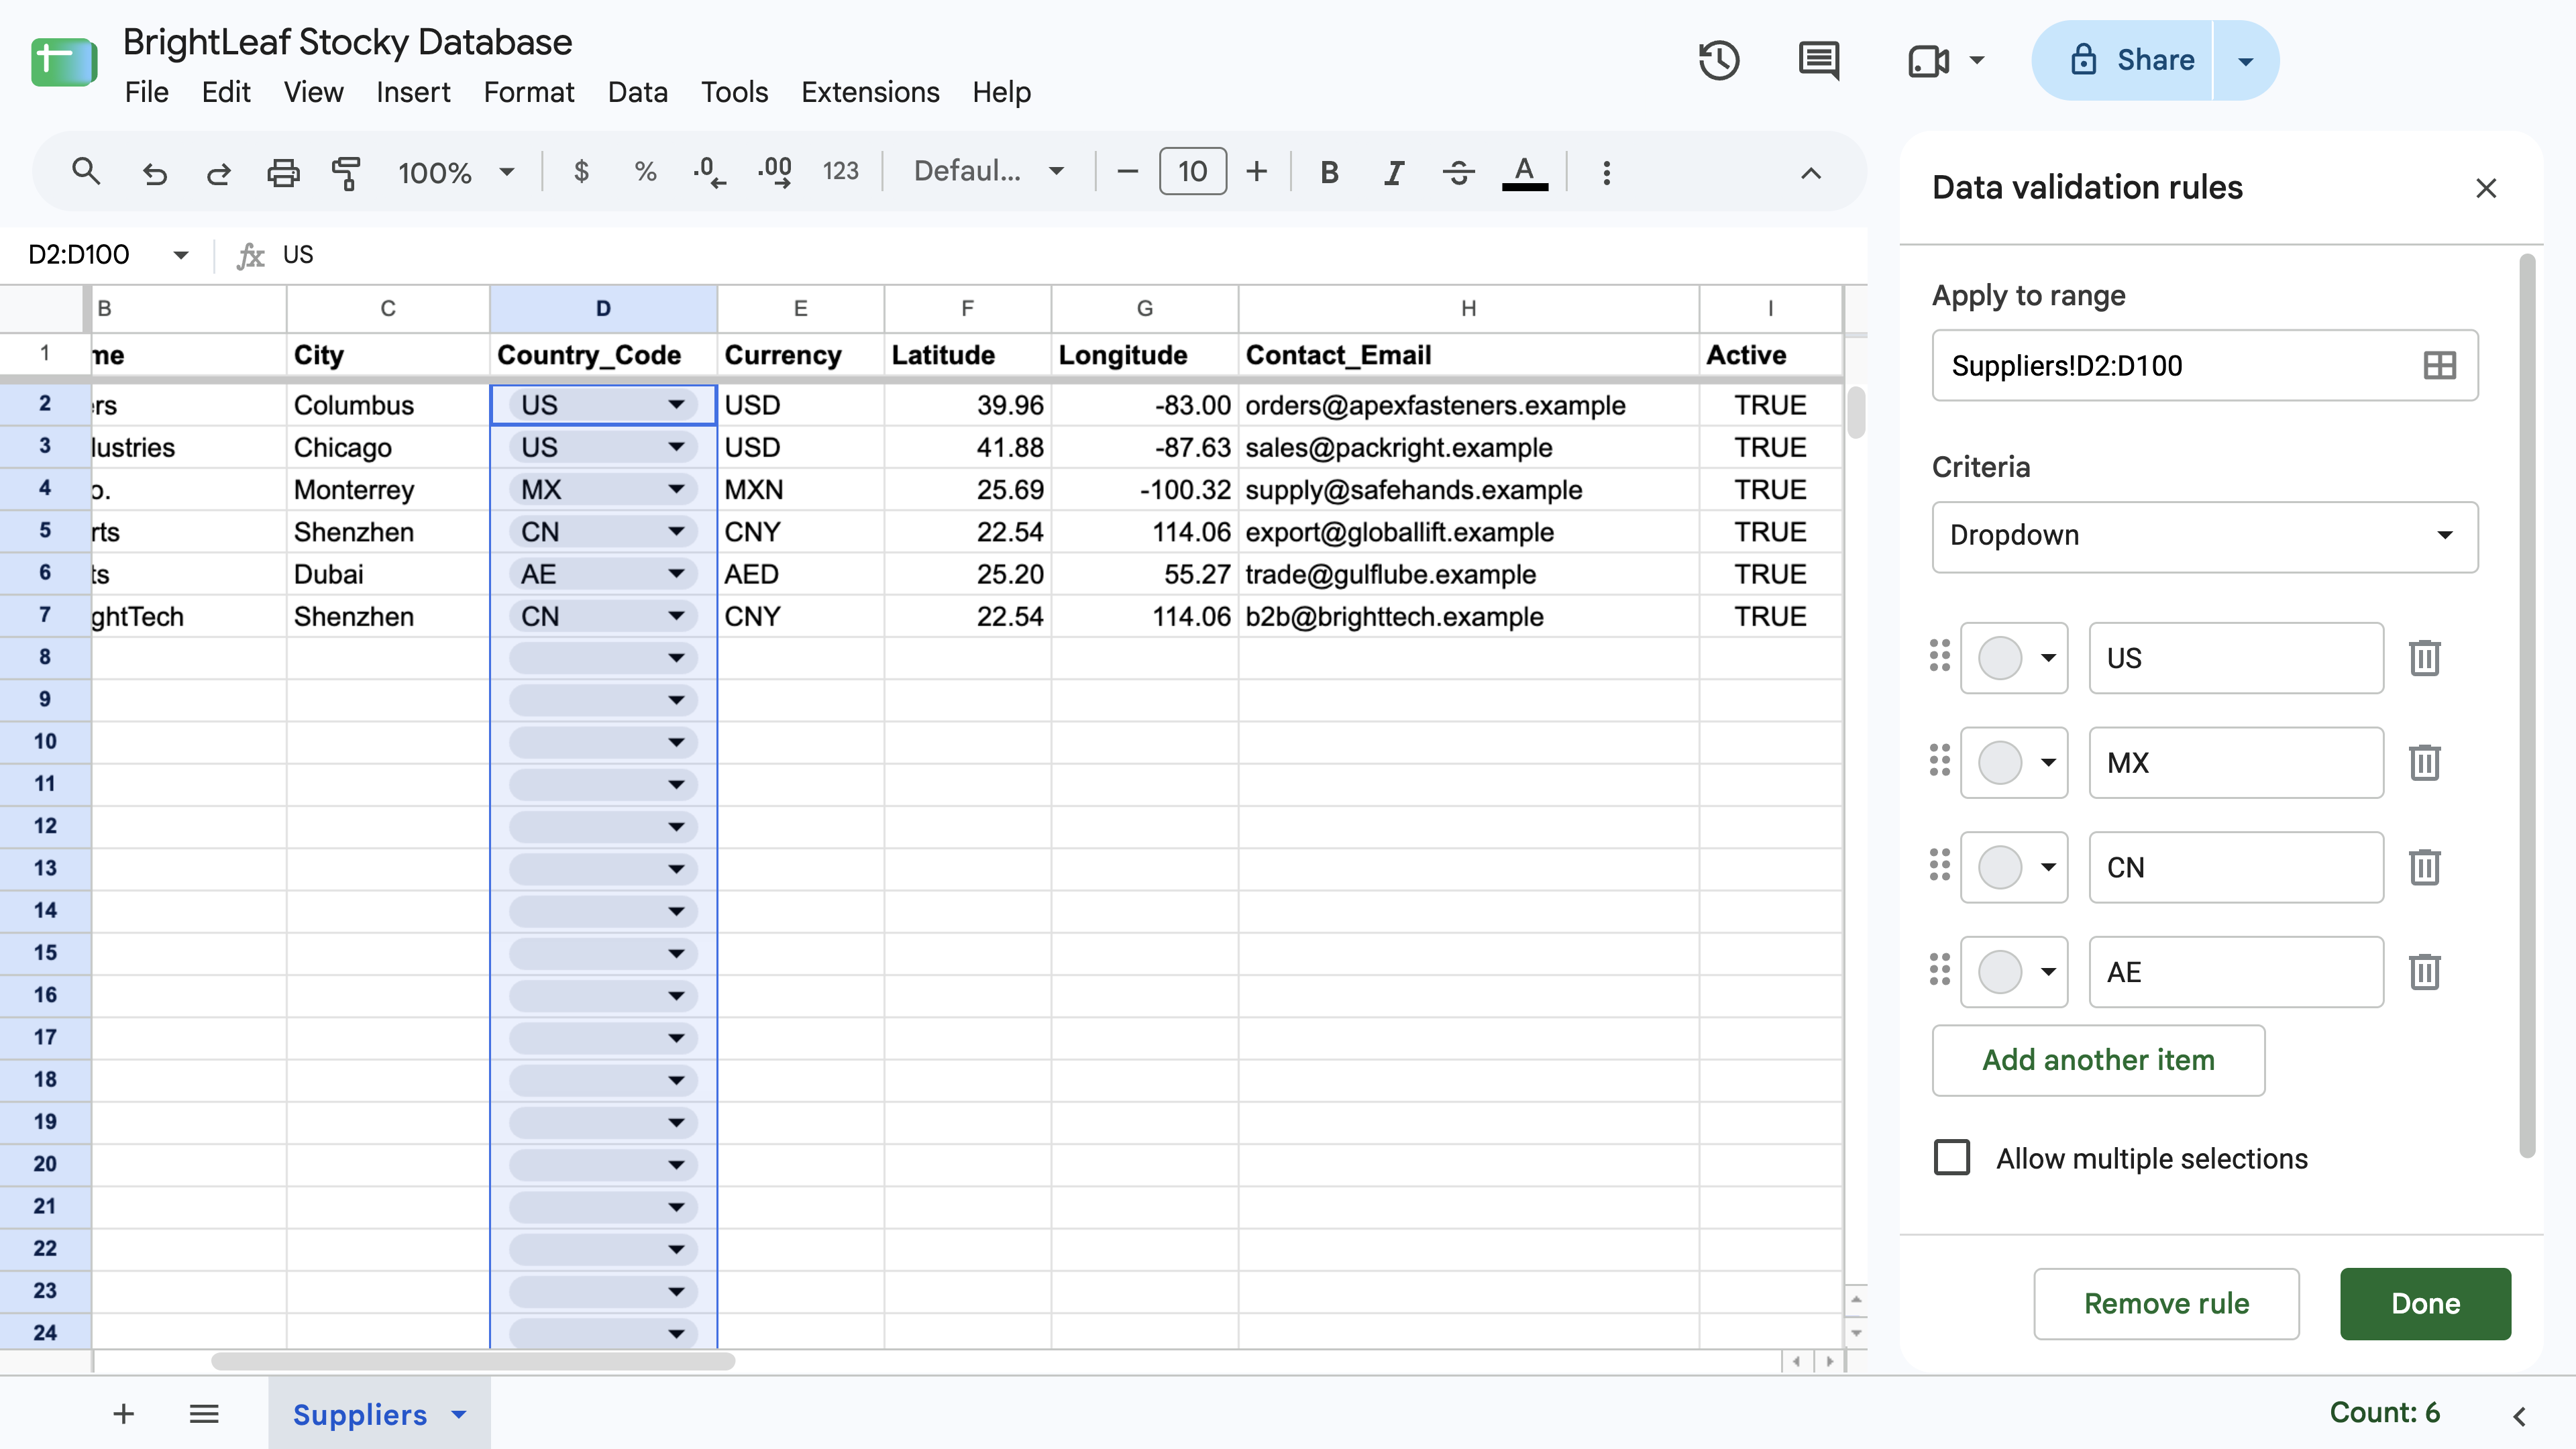 BrightLeaf Stocky Database
File Edit View Insert Format Data Tools Extensions Help
Share
100% $ % .0 .00 123 Defaul... 10 B I S A
D2:D100 fx US
B C D E F G H I
1 me City Country_Code Currency Latitude Longitude Contact_Email Active
2 ers Columbus US USD 39.96 -83.00 orders@apexfasteners.example TRUE
3 lustries Chicago US USD 41.88 -87.63 sales@packright.example TRUE
4 o. Monterrey MX MXN 25.69 -100.32 supply@safehands.example TRUE
5 rts Shenzhen CN CNY 22.54 114.06 export@globallift.example TRUE
6 ts Dubai AE AED 25.20 55.27 trade@gulflube.example TRUE
7 ghtTech Shenzhen CN CNY 22.54 114.06 b2b@brighttech.example TRUE
8
9
10
11
12
13
14
15
16
17
18
19
20
21
22
23
24
Suppliers
Count: 6
Data validation rules
Apply to range
Suppliers!D2:D100
Criteria
Dropdown
US
MX
CN
AE
Add another item
Allow multiple selections
Remove rule Done